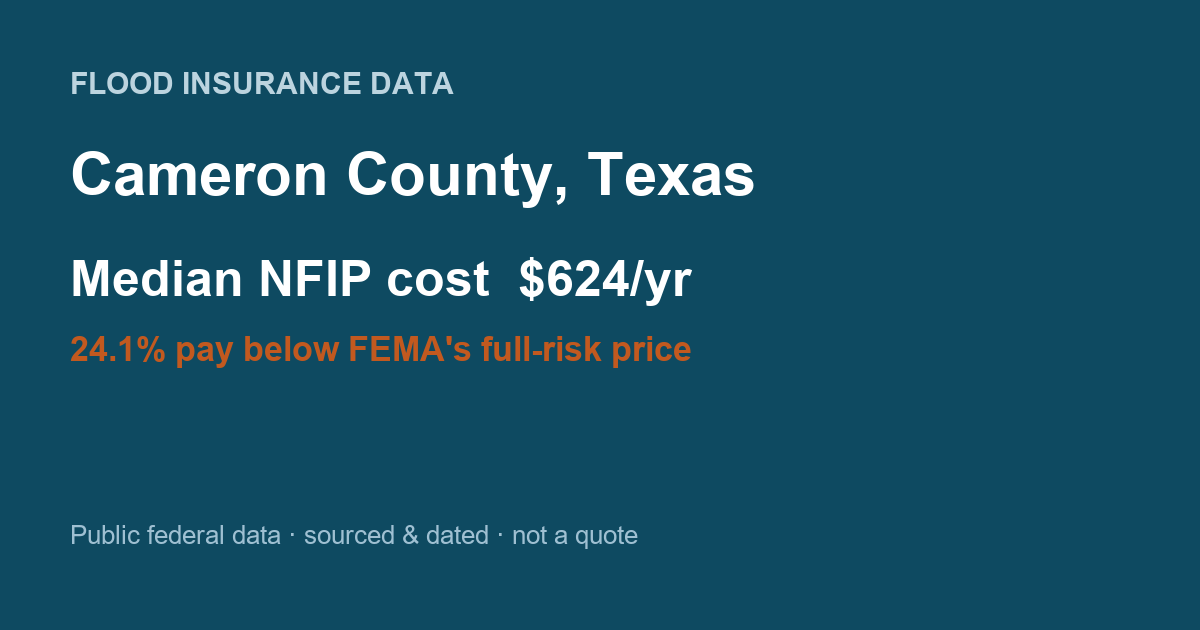 FLOOD INSURANCE DATA
Cameron County, Texas
Median NFIP cost  $624/yr
24.1% pay below FEMA's full-risk price
Public federal data · sourced & dated · not a quote